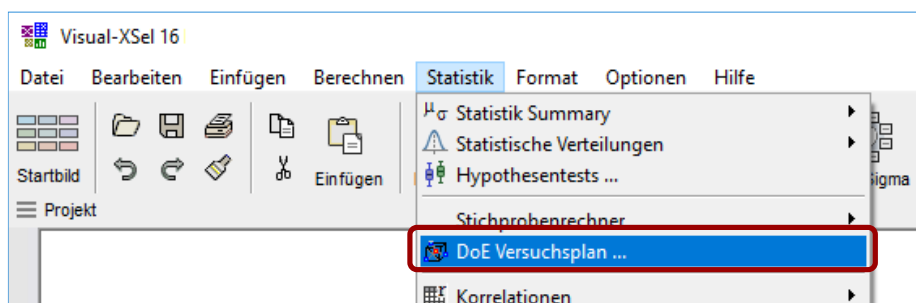 Visual-XSel 16
Datei Bearbeiten Einfügen Berechnen Statistik Format Optionen Hilfe
Startbild Einfügen
Projekt
μσ Statistik Summary
Statistische Verteilungen
Hypothesentests ...
Stichprobenrechner
DoE Versuchsplan ...
Korrelationen